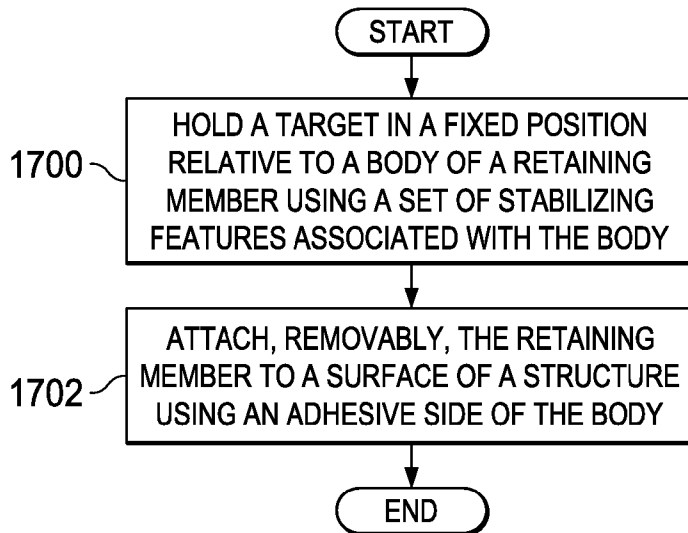 START
1700
HOLD A TARGET IN A FIXED POSITION
RELATIVE TO A BODY OF A RETAINING
MEMBER USING A SET OF STABILIZING
FEATURES ASSOCIATED WITH THE BODY
1702
ATTACH, REMOVABLY, THE RETAINING
MEMBER TO A SURFACE OF A STRUCTURE
USING AN ADHESIVE SIDE OF THE BODY
END